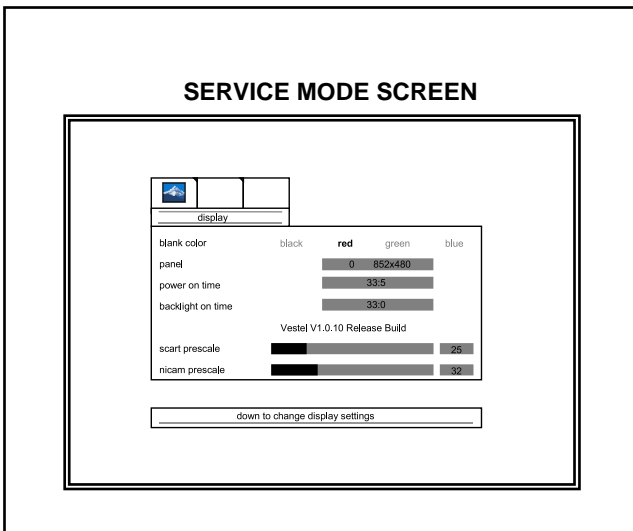 SERVICE MODE SCREEN
display
blank color black red green blue
panel 0 852x480
power on time 33:5
backlight on time 33:0
Vestel V1.0.10 Release Build
scart prescale 25
nicam prescale 32
down to change display settings